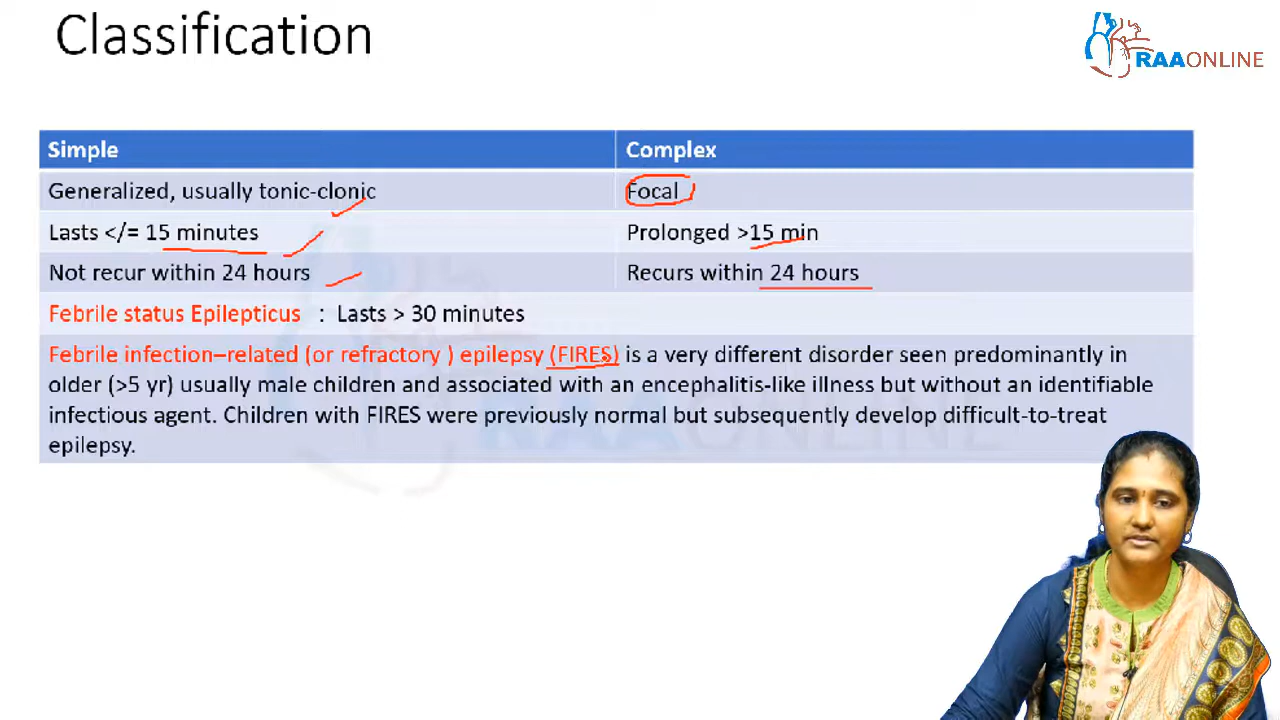 Classification
RAAONLINE
Simple
Complex
Generalized, usually tonic-clonic
Focal
Lasts </= 15 minutes
Prolonged >15 min
Not recur within 24 hours
Recurs within 24 hours
Febrile status Epilepticus : Lasts > 30 minutes
Febrile infection–related (or refractory ) epilepsy (FIRES) is a very different disorder seen predominantly in
older (>5 yr) usually male children and associated with an encephalitis-like illness but without an identifiable
infectious agent. Children with FIRES were previously normal but subsequently develop difficult-to-treat
epilepsy.
RAAONLINE